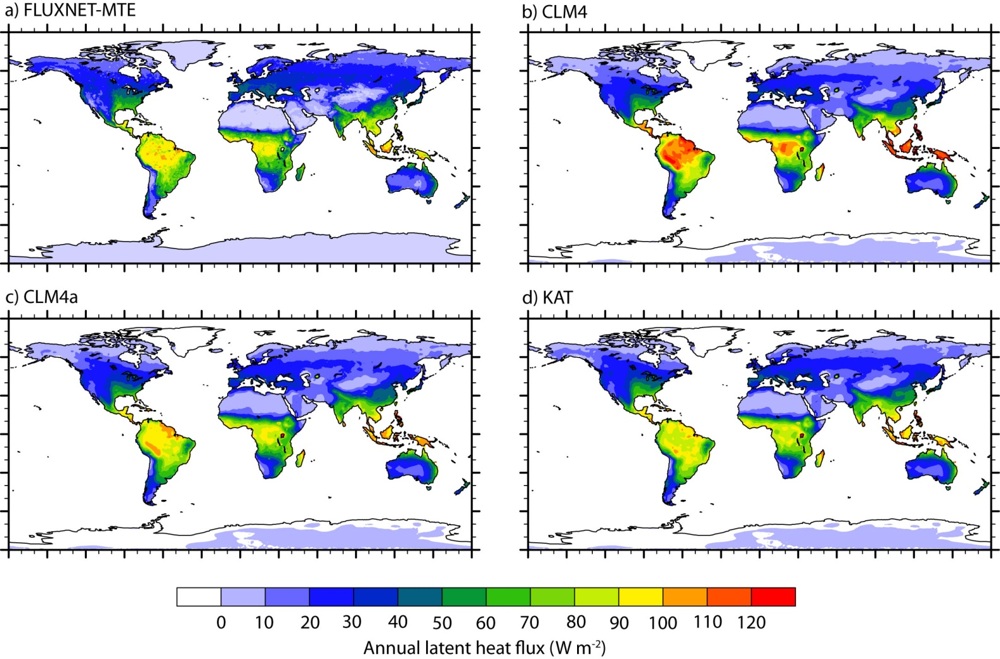 a) FLUXNET-MTE
b) CLM4
c) CLM4a
d) KAT
0 10 20 30 40 50 60 70 80 90 100 110 120
Annual latent heat flux (W m-2)